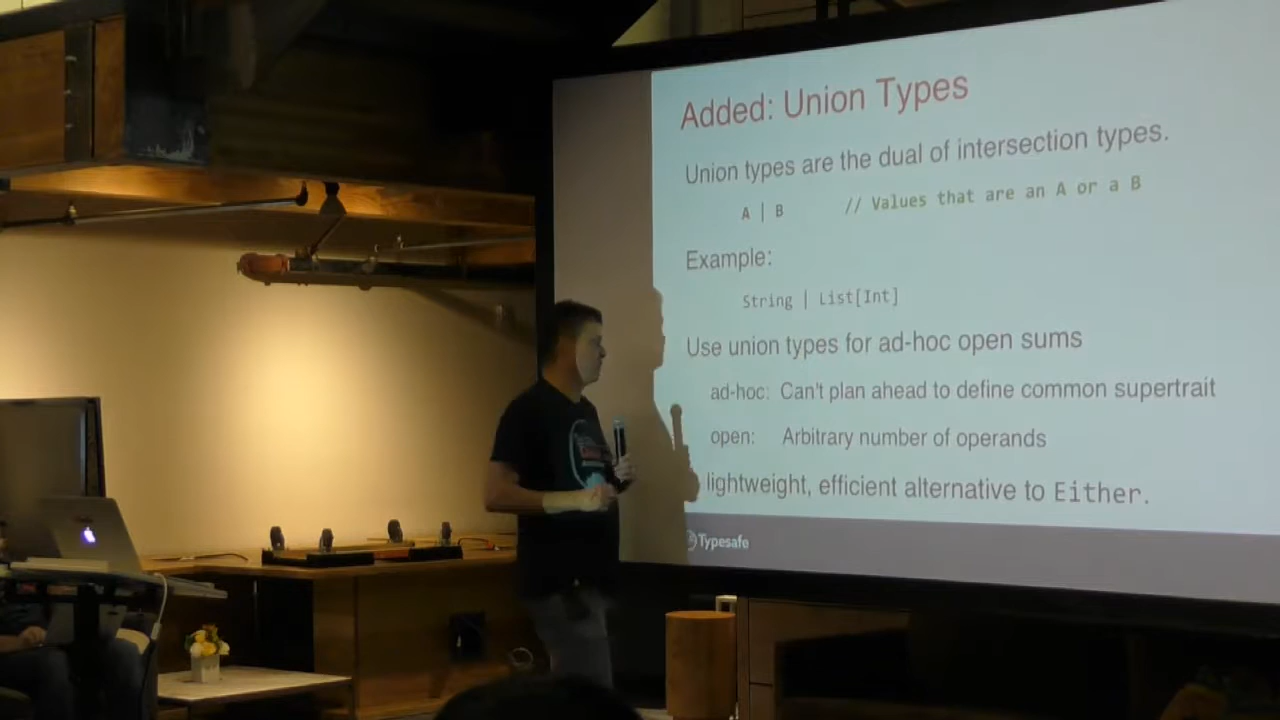 Added: Union Types
Union types are the dual of intersection types.
A | B // Values that are an A or a B
Example:
String | List[Int]
Use union types for ad-hoc open sums
ad-hoc: Can't plan ahead to define common supertrait
open: Arbitrary number of operands
lightweight, efficient alternative to Either.
Typesafe